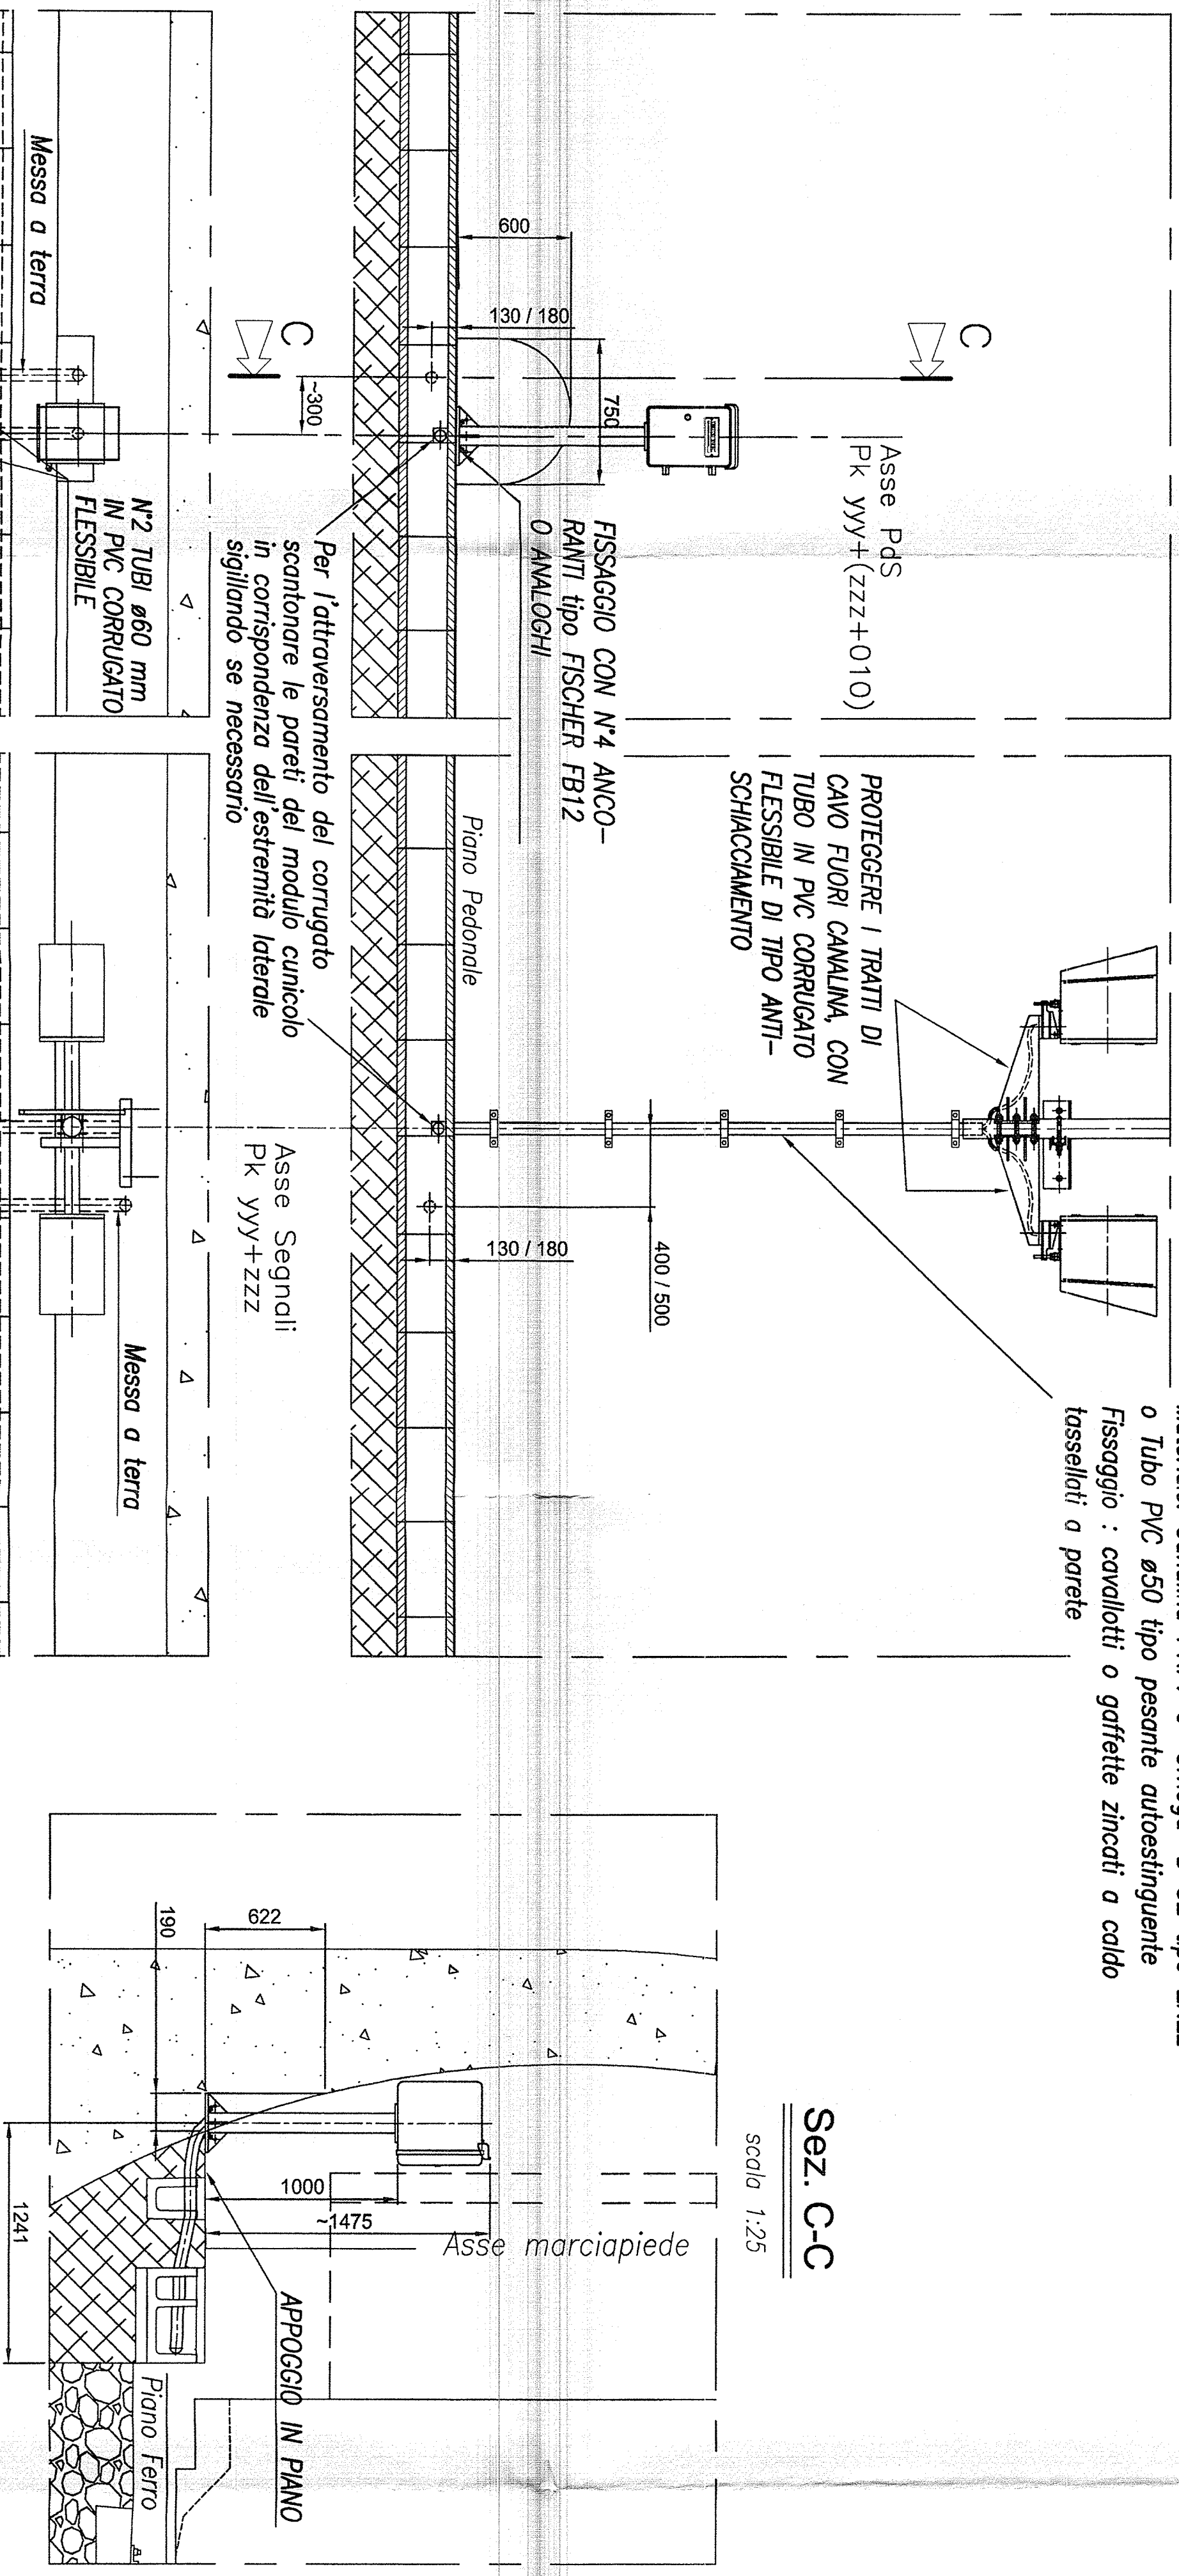 o Tubo PVC ø50 tipo pesante autoestinguente
Fissaggio : cavallotti o gaffette zincati a caldo
tassellati a parete
C
Asse PdS
Pk yyy+(zzz+010)
PROTEGGERE I TRATTI DI
CAVO FUORI CANALINA, CON
TUBO IN PVC CORRUGATO
FLESSIBILE DI TIPO ANTI-
SCHIACCIAMENTO
600
130 / 180
750
FISSAGGIO CON N°4 ANCO-
RANTI tipo FISCHER FB12
O ANALOGHI
400 / 500
130 / 180
Piano Pedonale
C
~300
Per l'attraversamento del corrugato
scantonare le pareti del modulo cunicolo
in corrispondenza dell'estremità laterale
sigillando se necessario
Asse Segnali
Pk yyy+zzz
Messa a terra
N°2 TUBI ø60 mm
IN PVC CORRUGATO
FLESSIBILE
Messa a terra
Sez. C-C
scala 1:25
Asse marciapiede
622
190
1000
~1475
APPOGGIO IN PIANO
Piano Ferro
1241